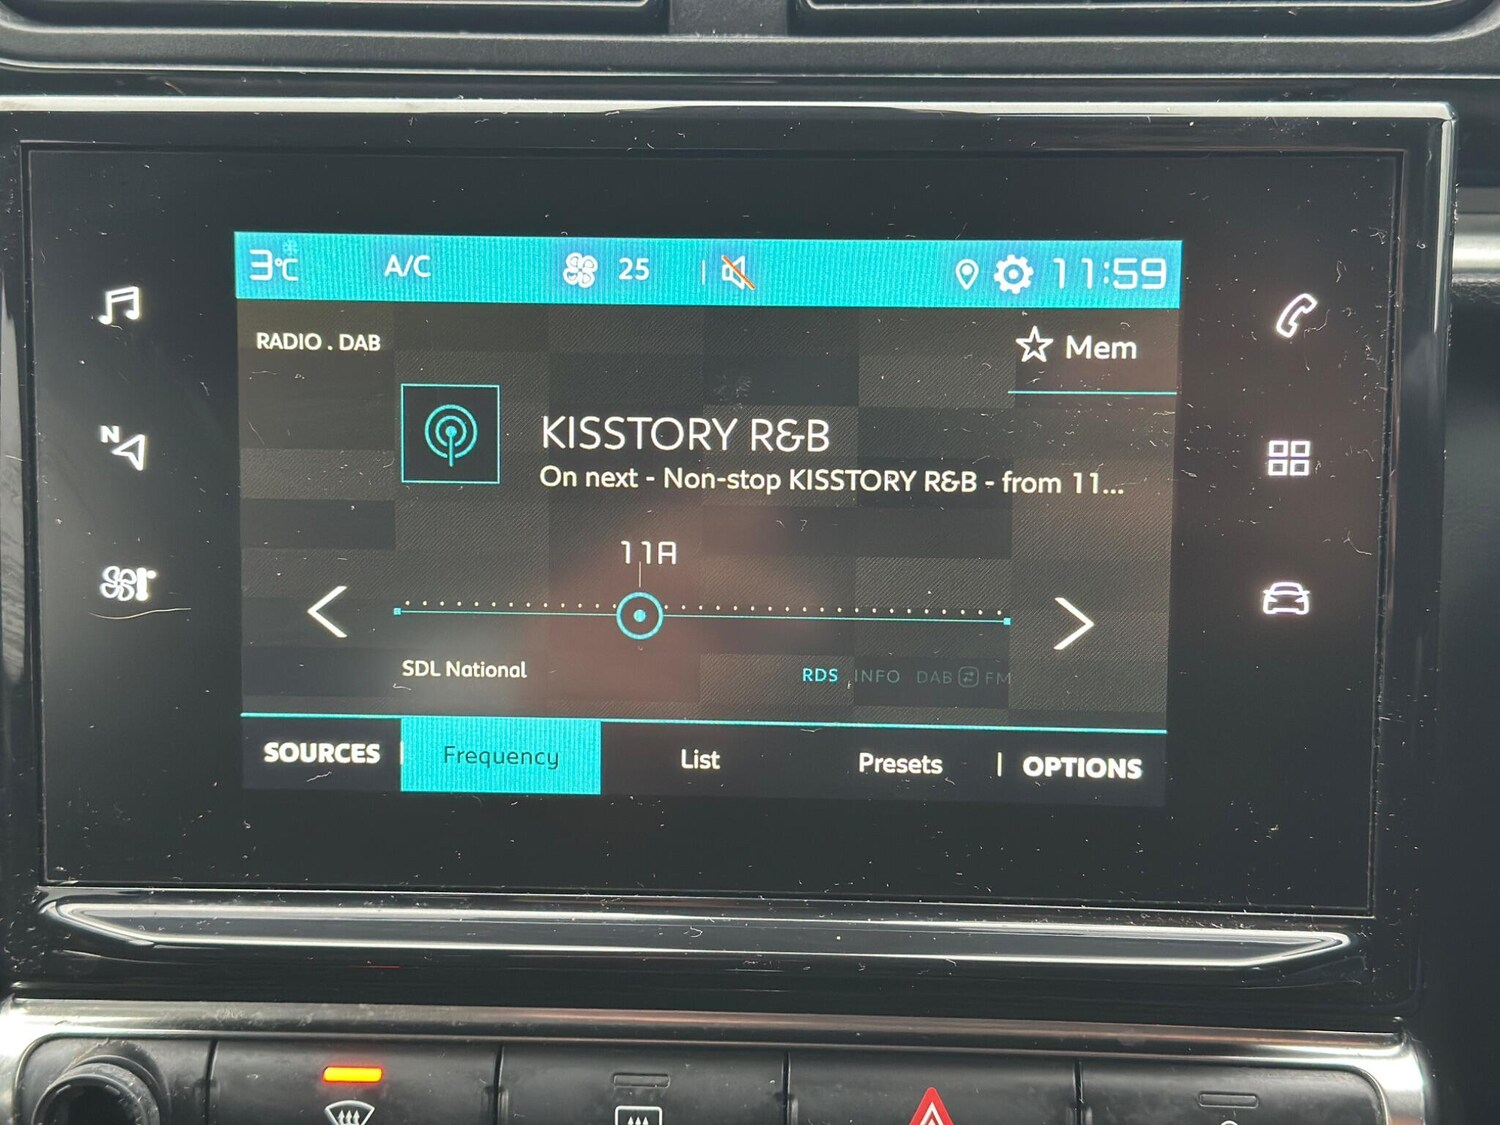 3°C A/C 25 11:59
RADIO . DAB
Mem
KISSTORY R&B
On next - Non-stop KISSTORY R&B - from 11...
N
11A
SDL National
RDS INFO DAB FM
SOURCES Frequency List Presets OPTIONS